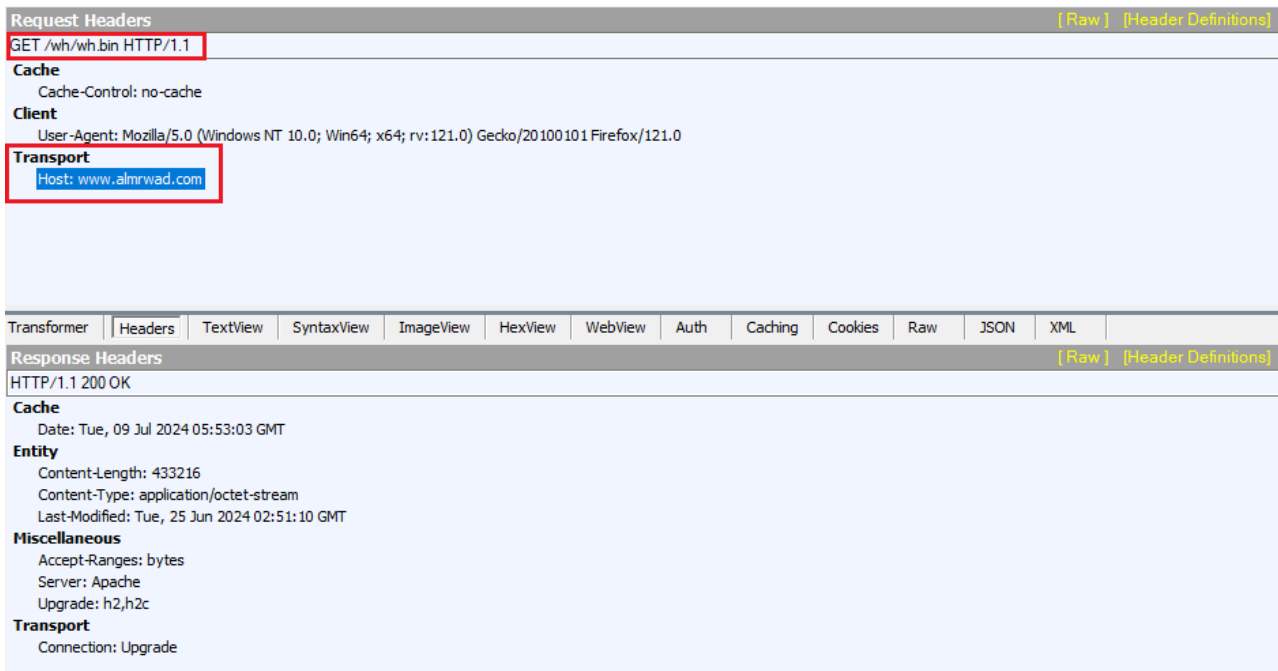 Request Headers [ Raw ] [Header Definitions]
GET /wh/wh.bin HTTP/1.1
Cache
Cache-Control: no-cache
Client
User-Agent: Mozilla/5.0 (Windows NT 10.0; Win64; x64; rv:121.0) Gecko/20100101 Firefox/121.0
Transport
Host: www.almrwad.com
Transformer Headers TextView SyntaxView ImageView HexView WebView Auth Caching Cookies Raw JSON XML
Response Headers [ Raw ] [Header Definitions]
HTTP/1.1 200 OK
Cache
Date: Tue, 09 Jul 2024 05:53:03 GMT
Entity
Content-Length: 433216
Content-Type: application/octet-stream
Last-Modified: Tue, 25 Jun 2024 02:51:10 GMT
Miscellaneous
Accept-Ranges: bytes
Server: Apache
Upgrade: h2,h2c
Transport
Connection: Upgrade